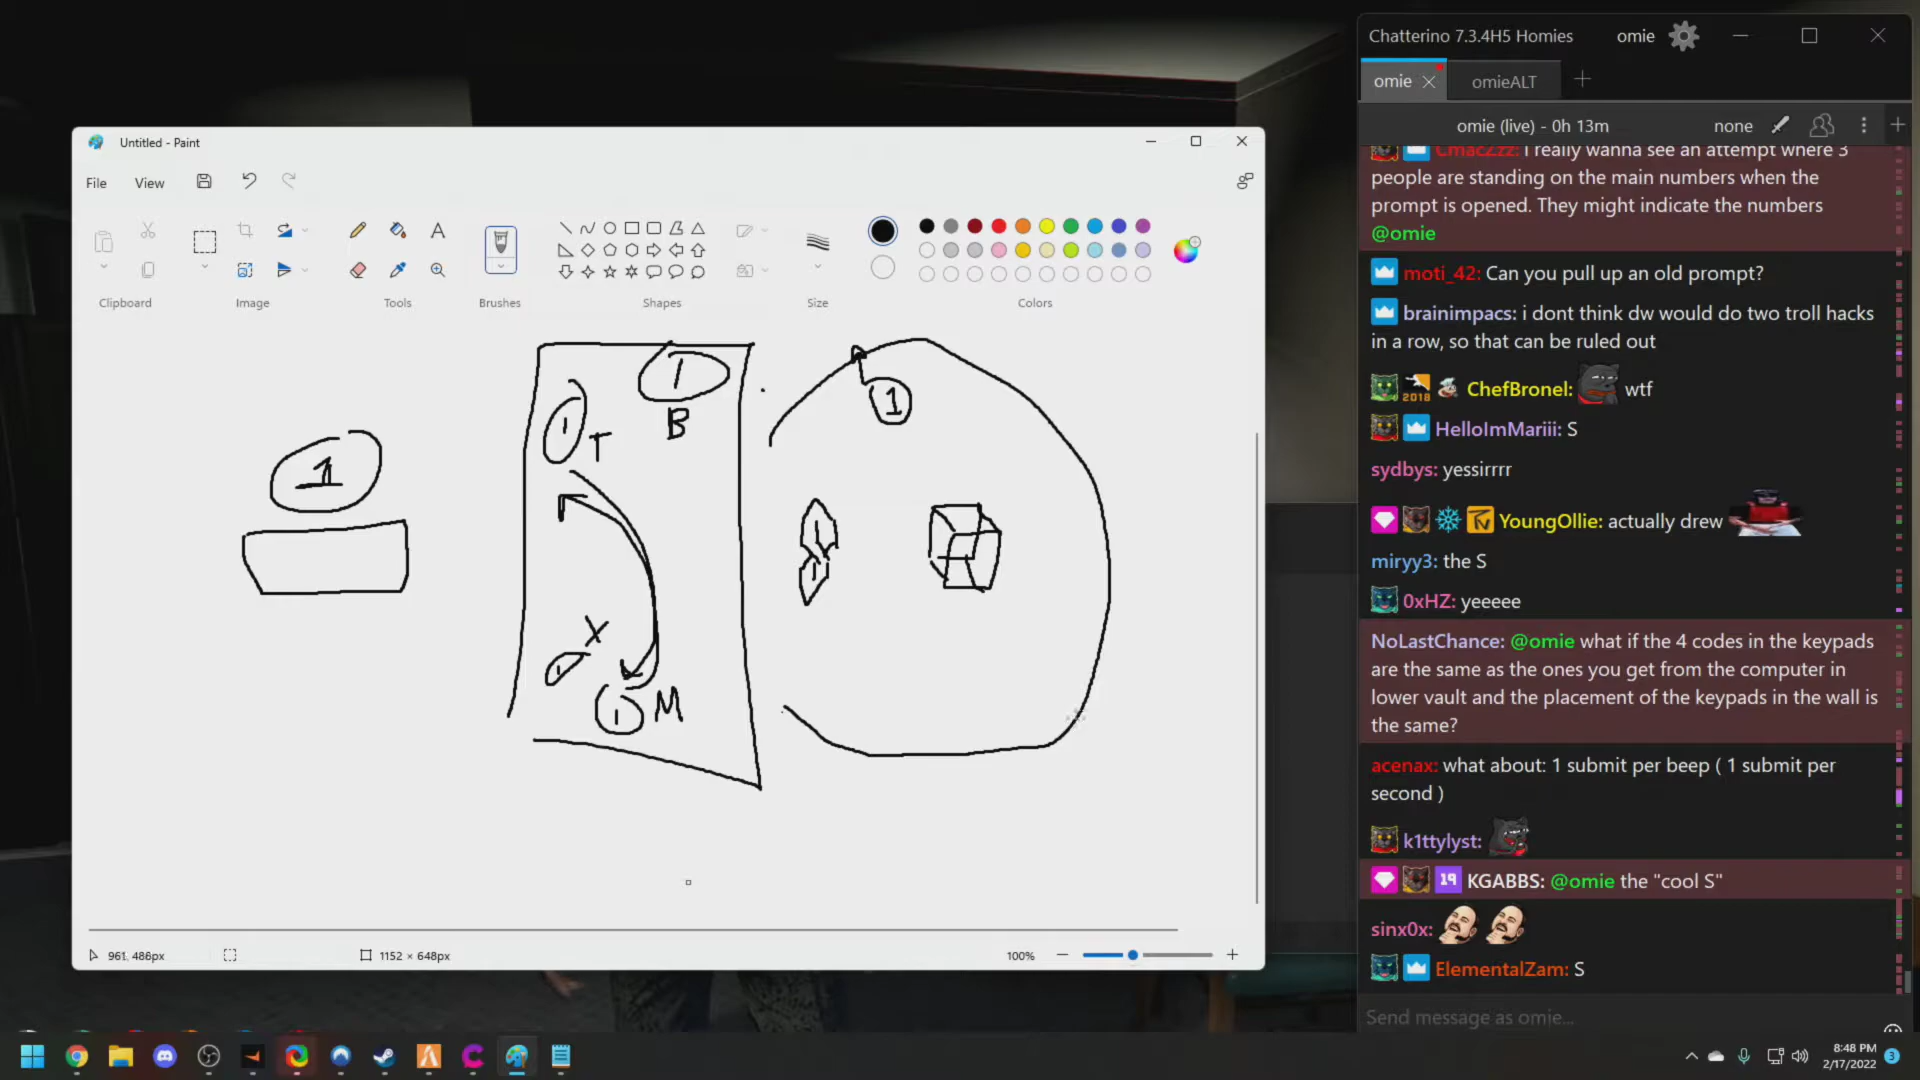 Untitled - Paint
File
View
Clipboard
Image
Tools
Brushes
Shapes
Size
Colors
1
1
T
1
B
1
1
1
X
1
1
M
961, 486px
1152 × 648px
100%
Chatterino 7.3.4H5 Homies
omie
omie
omieALT
omie (live) - 0h 13m
none
CmacZzz: I really wanna see an attempt where 3
people are standing on the main numbers when the
prompt is opened. They might indicate the numbers
@omie
moti_42: Can you pull up an old prompt?
brainimpacs: i dont think dw would do two troll hacks
in a row, so that can be ruled out
2018 ChefBronel: wtf
HelloImMariii: S
sydbys: yessirrrr
YoungOllie: actually drew
miryy3: the S
0xHZ: yeeeee
NoLastChance: @omie what if the 4 codes in the keypads
are the same as the ones you get from the computer in
lower vault and the placement of the keypads in the wall is
the same?
acenax: what about: 1 submit per beep ( 1 submit per
second )
k1ttylyst:
19 KGABBS: @omie the "cool S"
sinx0x:
ElementalZam: S
Send message as omie...
8:48 PM
2/17/2022
3